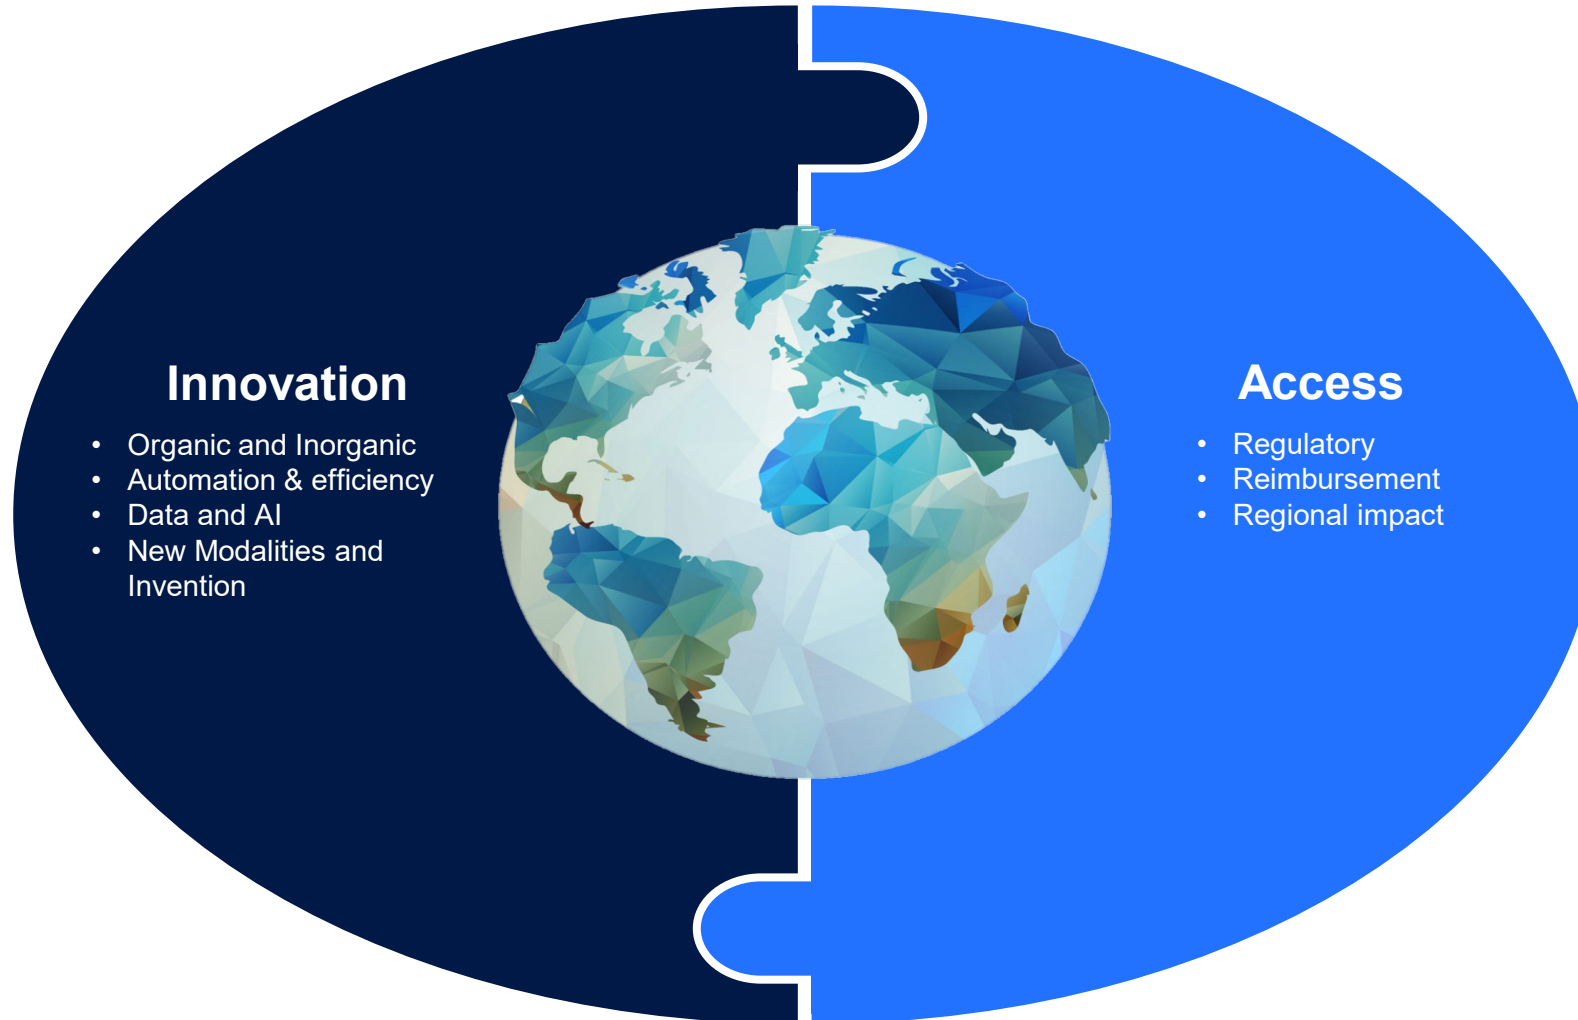 Innovation
• Organic and Inorganic
• Automation & efficiency
• Data and AI
• New Modalities and
Invention
Access
• Regulatory
• Reimbursement
• Regional impact